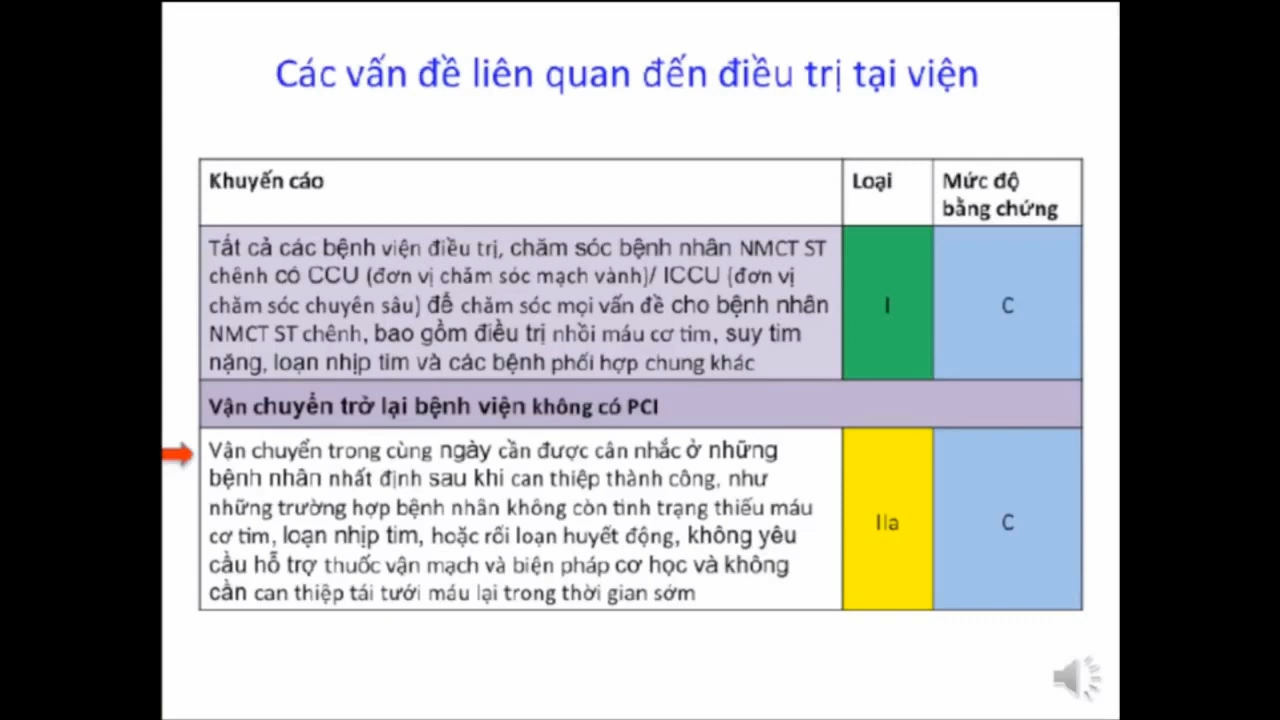 Các vấn đề liên quan đến điều trị tại viện
Khuyến cáo
Loại
Mức độ
bằng chứng
Tất cả các bệnh viện điều trị, chăm sóc bệnh nhân NMCT ST
chênh có CCU (đơn vị chăm sóc mạch vành)/ ICCU (đơn vị
chăm sóc chuyên sâu) để chăm sóc mọi vấn đề cho bệnh nhân
NMCT ST chênh, bao gồm điều trị nhồi máu cơ tim, suy tim
nặng, loạn nhịp tim và các bệnh phối hợp chung khác
I
C
Vận chuyển trở lại bệnh viện không có PCI
Vận chuyển trong cùng ngày cần được cân nhắc ở những
bệnh nhân nhất định sau khi can thiệp thành công, như
những trường hợp bệnh nhân không còn tình trạng thiếu máu
cơ tim, loạn nhịp tim, hoặc rối loạn huyết động, không yêu
cầu hỗ trợ thuốc vận mạch và biện pháp cơ học và không
cần can thiệp tái tưới máu lại trong thời gian sớm
IIa
C